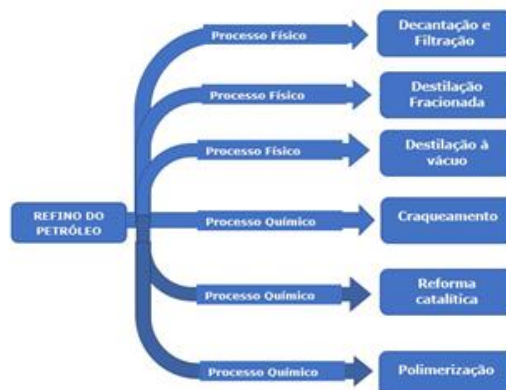 Processo Físico
Decantação e
Filtração
Processo Físico
Destilação
Fracionada
Processo Físico
Destilação à
vácuo
REFINO DO
PETRÓLEO
Processo Químico
Craqueamento
Processo Químico
Reforma
catalítica
Processo Químico
Polimerização